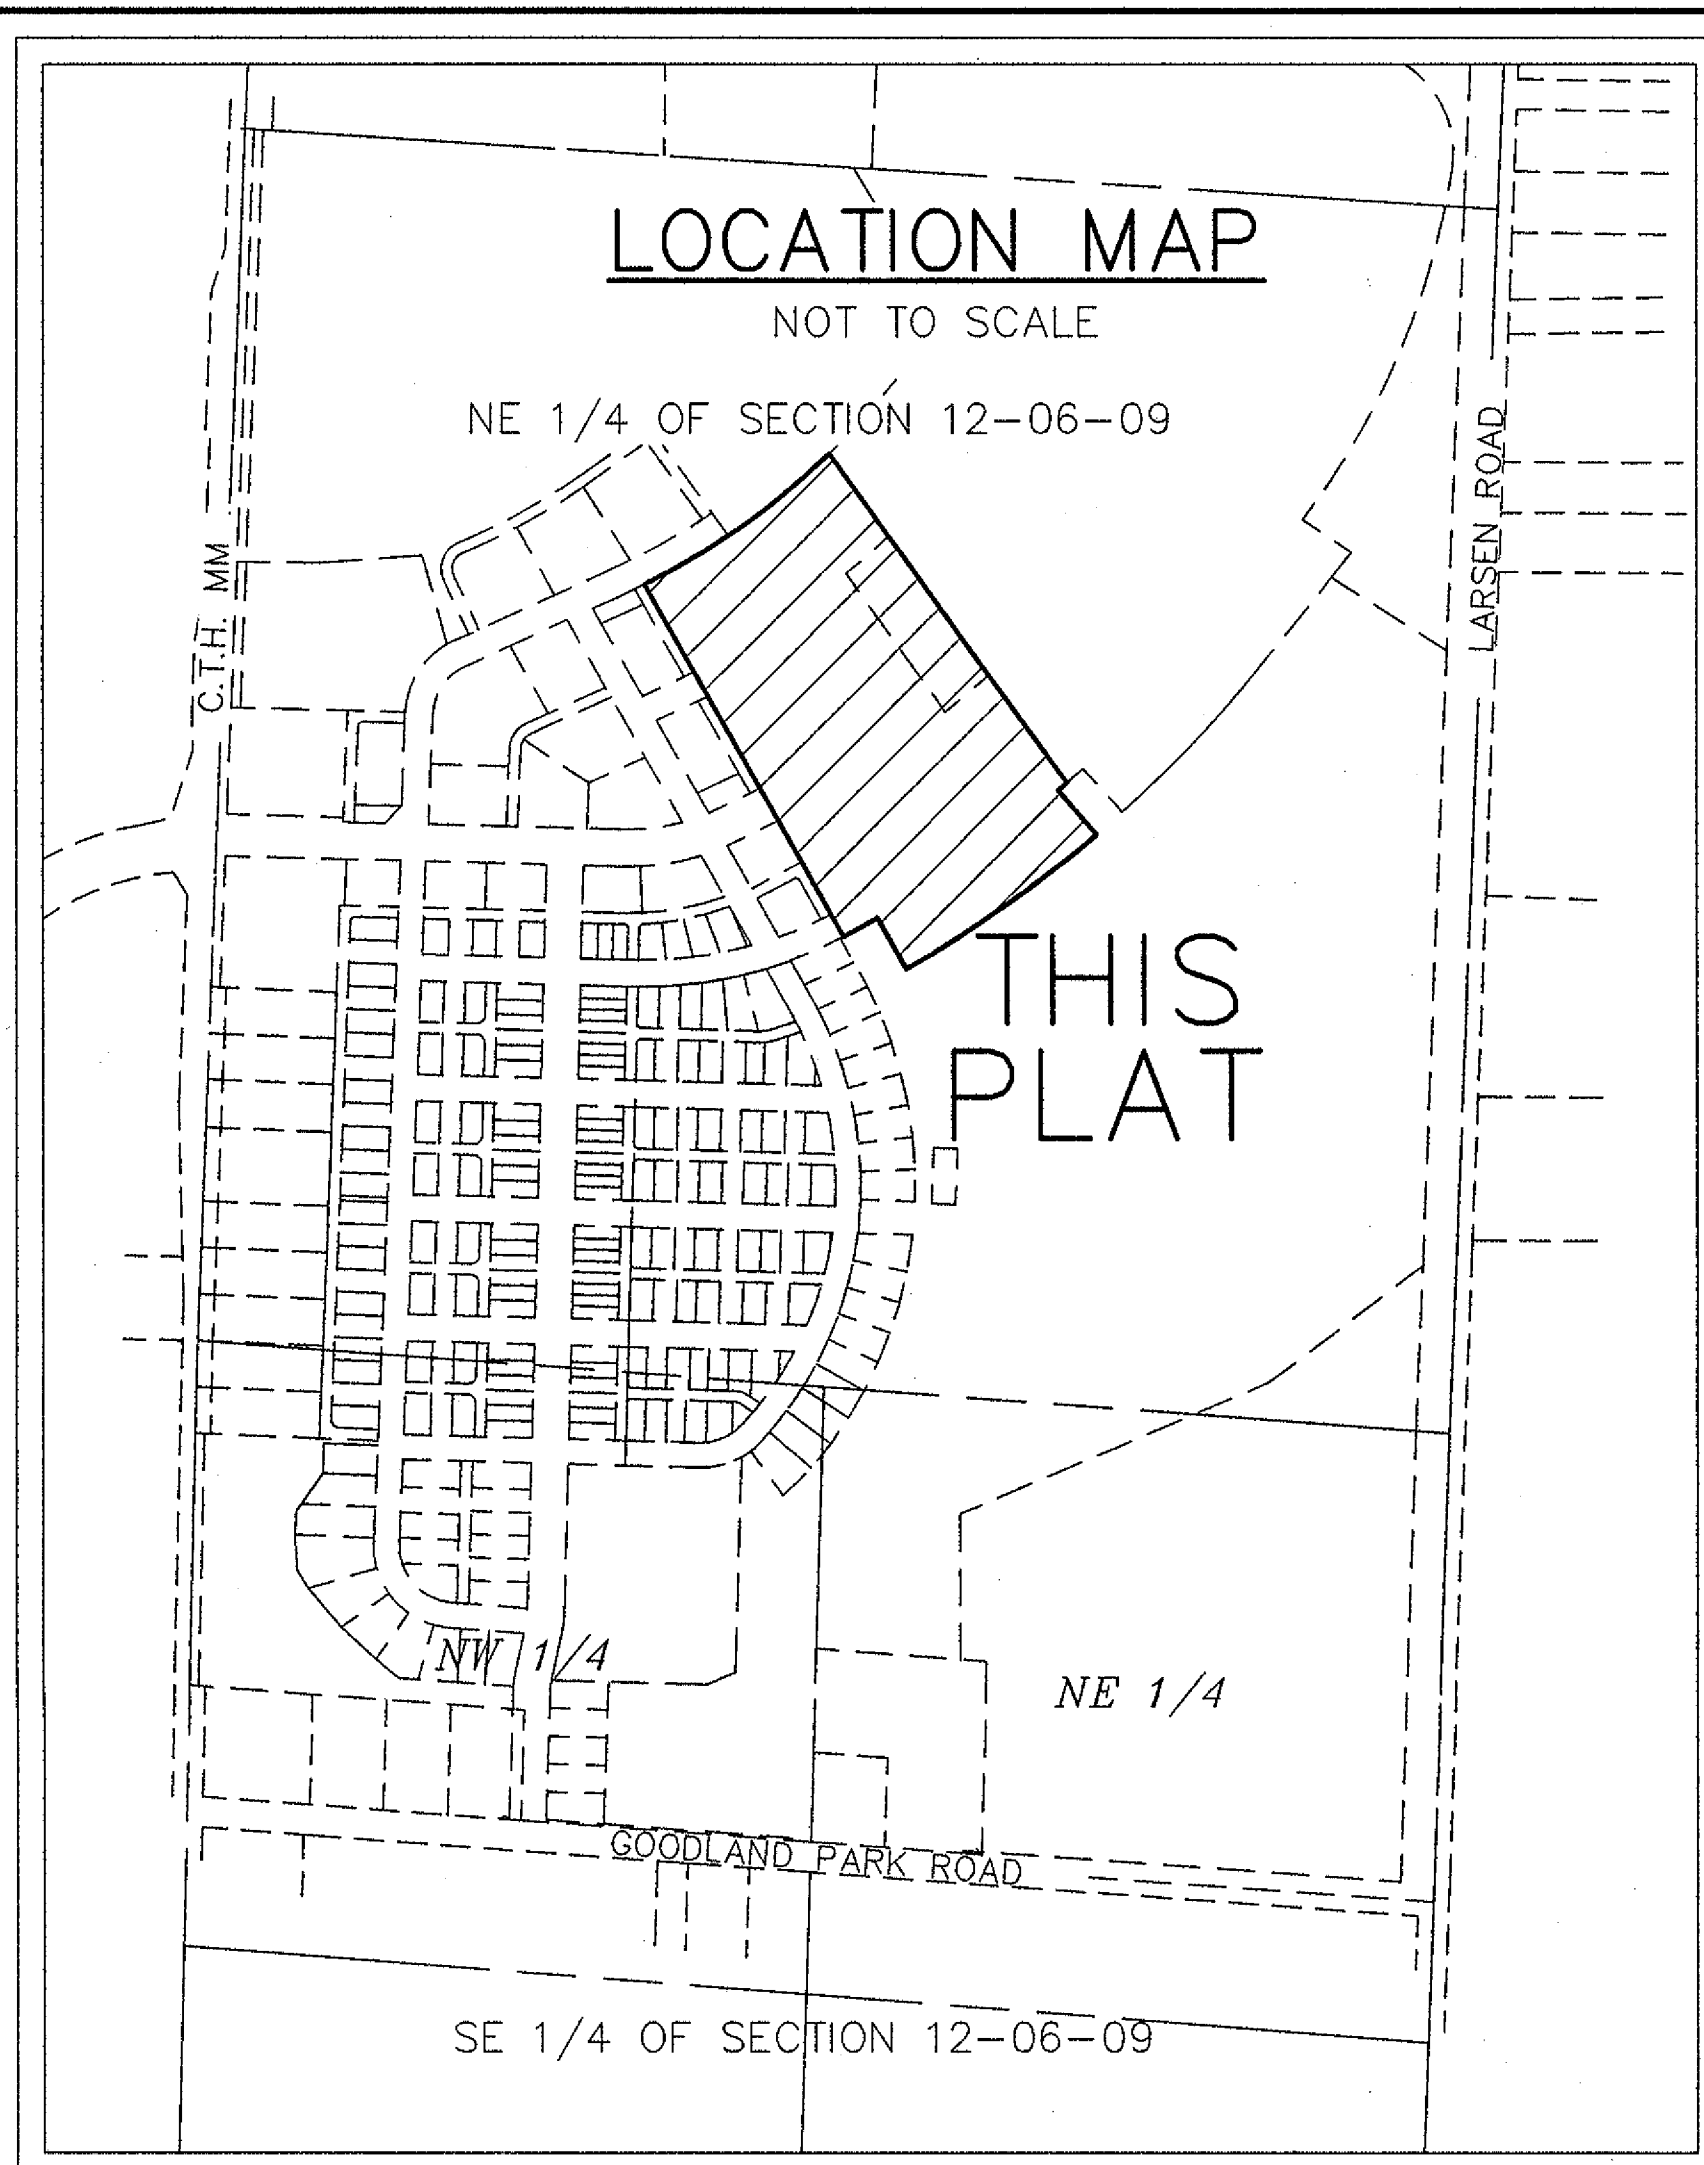 LOCATION MAP
NOT TO SCALE
NE 1/4 OF SECTION 12-06-09
C.T.H. MM
LARSEN ROAD
THIS
PLAT
NW 1/4
NE 1/4
GOODLAND PARK ROAD
SE 1/4 OF SECTION 12-06-09